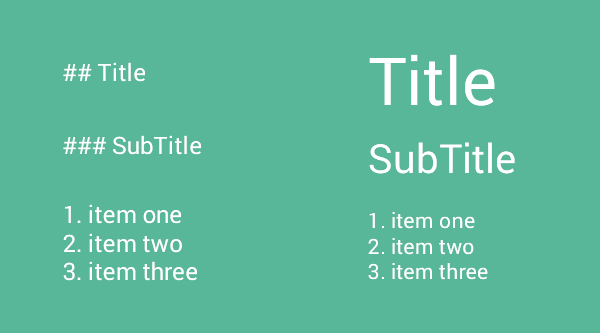 ## Title
### SubTitle
1. item one
2. item two
3. item three
Title
SubTitle
1. item one
2. item two
3. item three